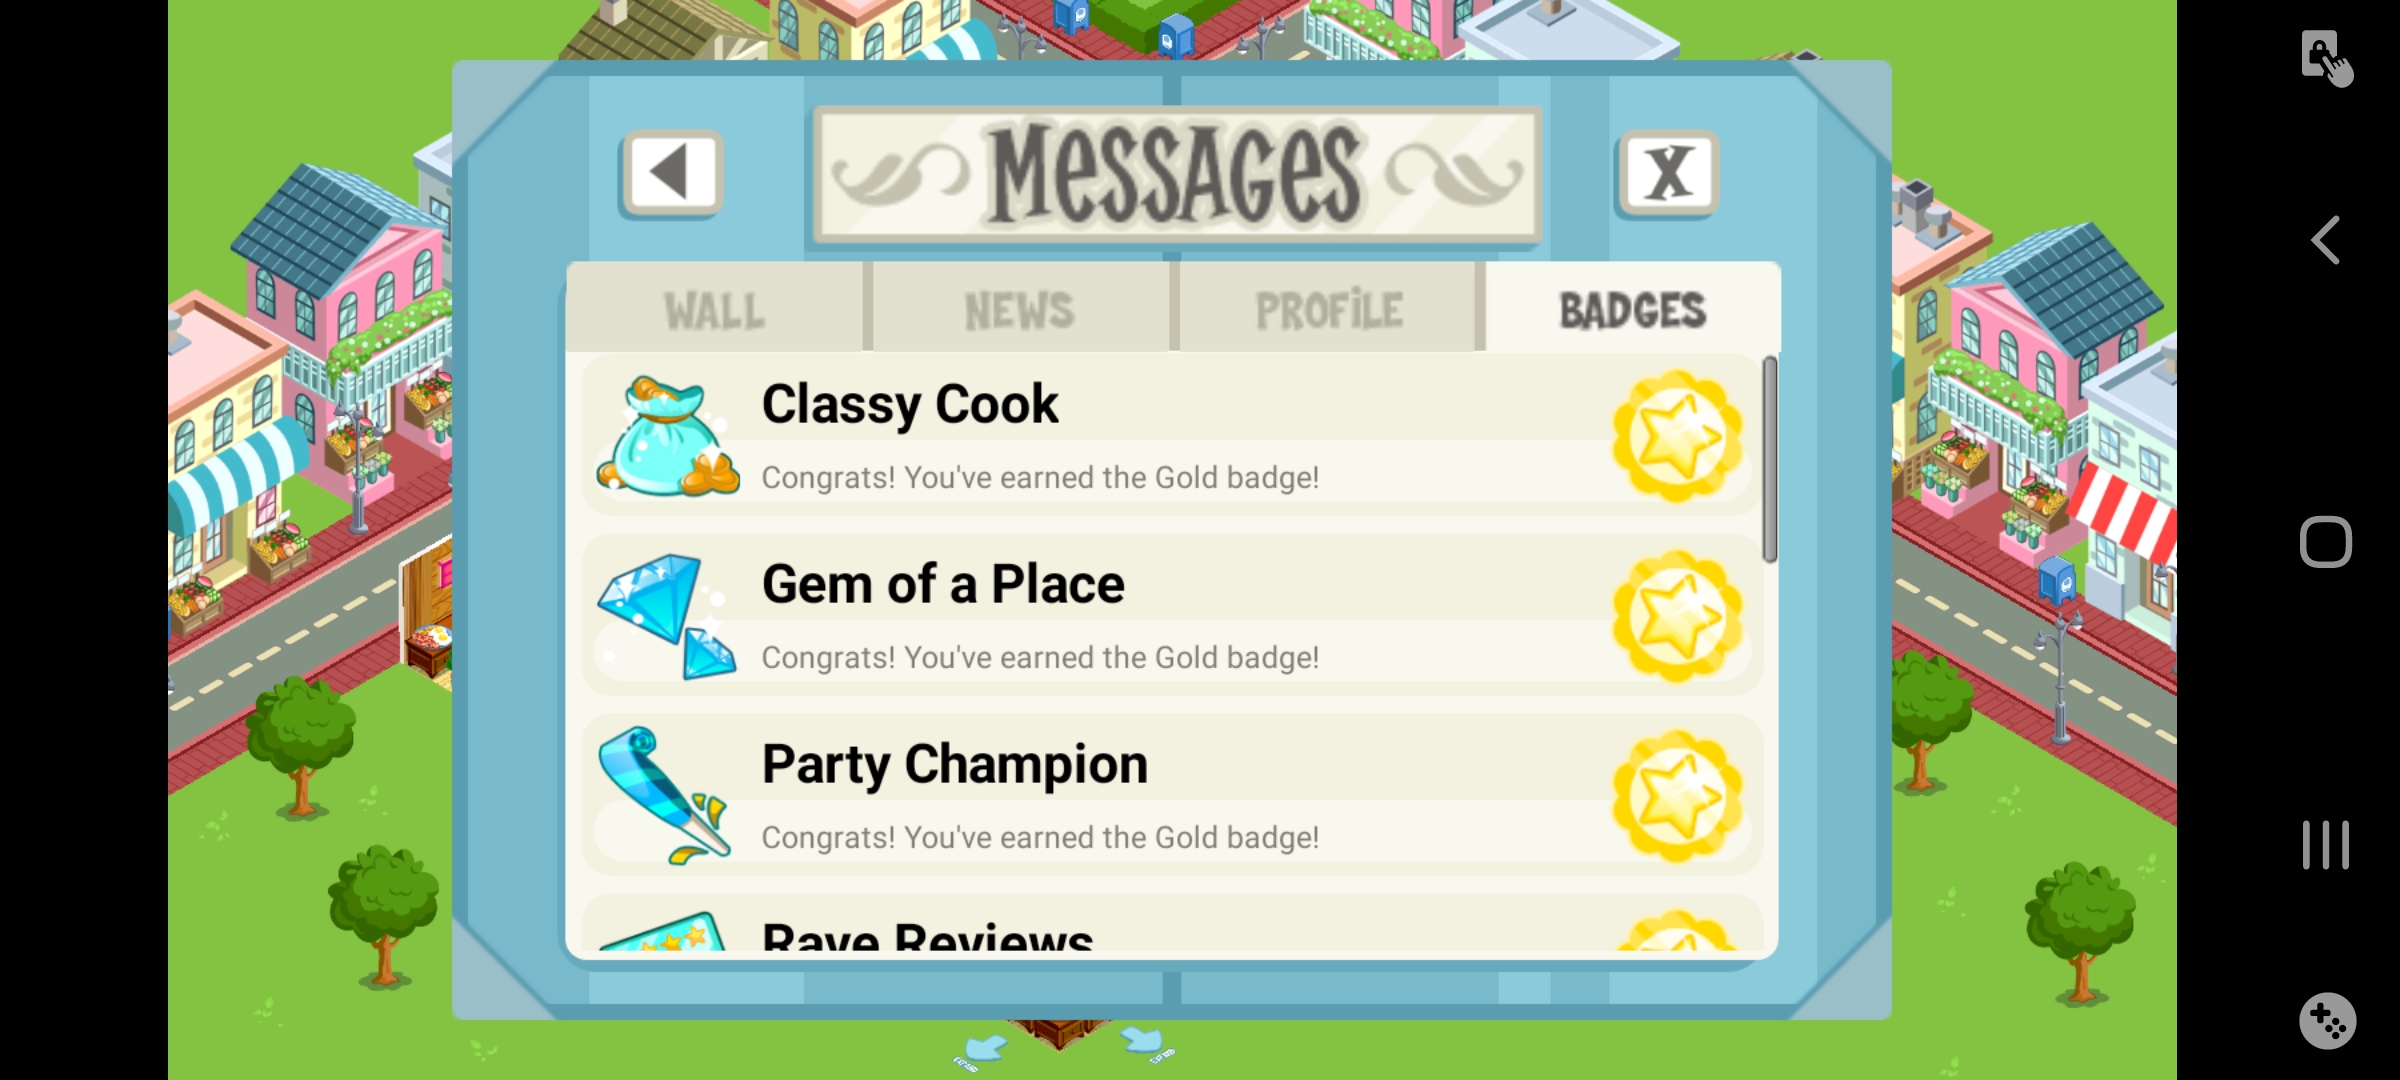 MESSAGES
X
WALL
NEWS
PROFILE
BADGES
Classy Cook
Congrats! You've earned the Gold badge!
Gem of a Place
Congrats! You've earned the Gold badge!
Party Champion
Congrats! You've earned the Gold badge!
Rave Reviews